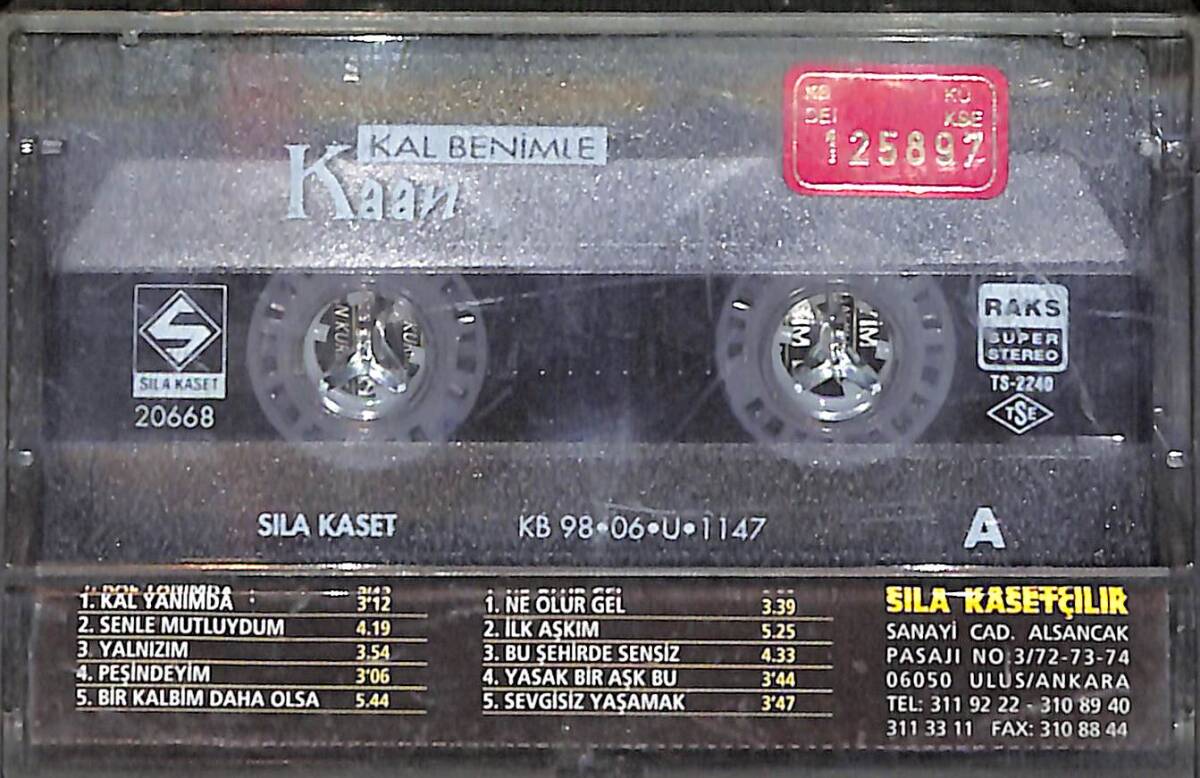 KAL BENİMLE
Kaan
KÜ
KSE
125897
SILA KASET
20668
RAKS
SUPER
STEREO
TS-2240
TSE
SILA KASET
KB 98•06•U•1147
A
1. KAL YANIMDA 3'12
2. SENLE MUTLUYDUM 4.19
3. YALNIZIM 3.54
4. PEŞİNDEYİM 3'06
5. BİR KALBİM DAHA OLSA 5.44
1. NE OLUR GEL 3.39
2. İLK AŞKIM 5.25
3. BU ŞEHİRDE SENSİZ 4.33
4. YASAK BİR AŞK BU 3'44
5. SEVGİSİZ YAŞAMAK 3'47
SILA KASETÇILIK
SANAYİ CAD. ALSANCAK
PASAJI NO 3/72-73-74
06050 ULUS/ANKARA
TEL: 311 92 22 - 310 89 40
311 33 11 FAX: 310 88 44